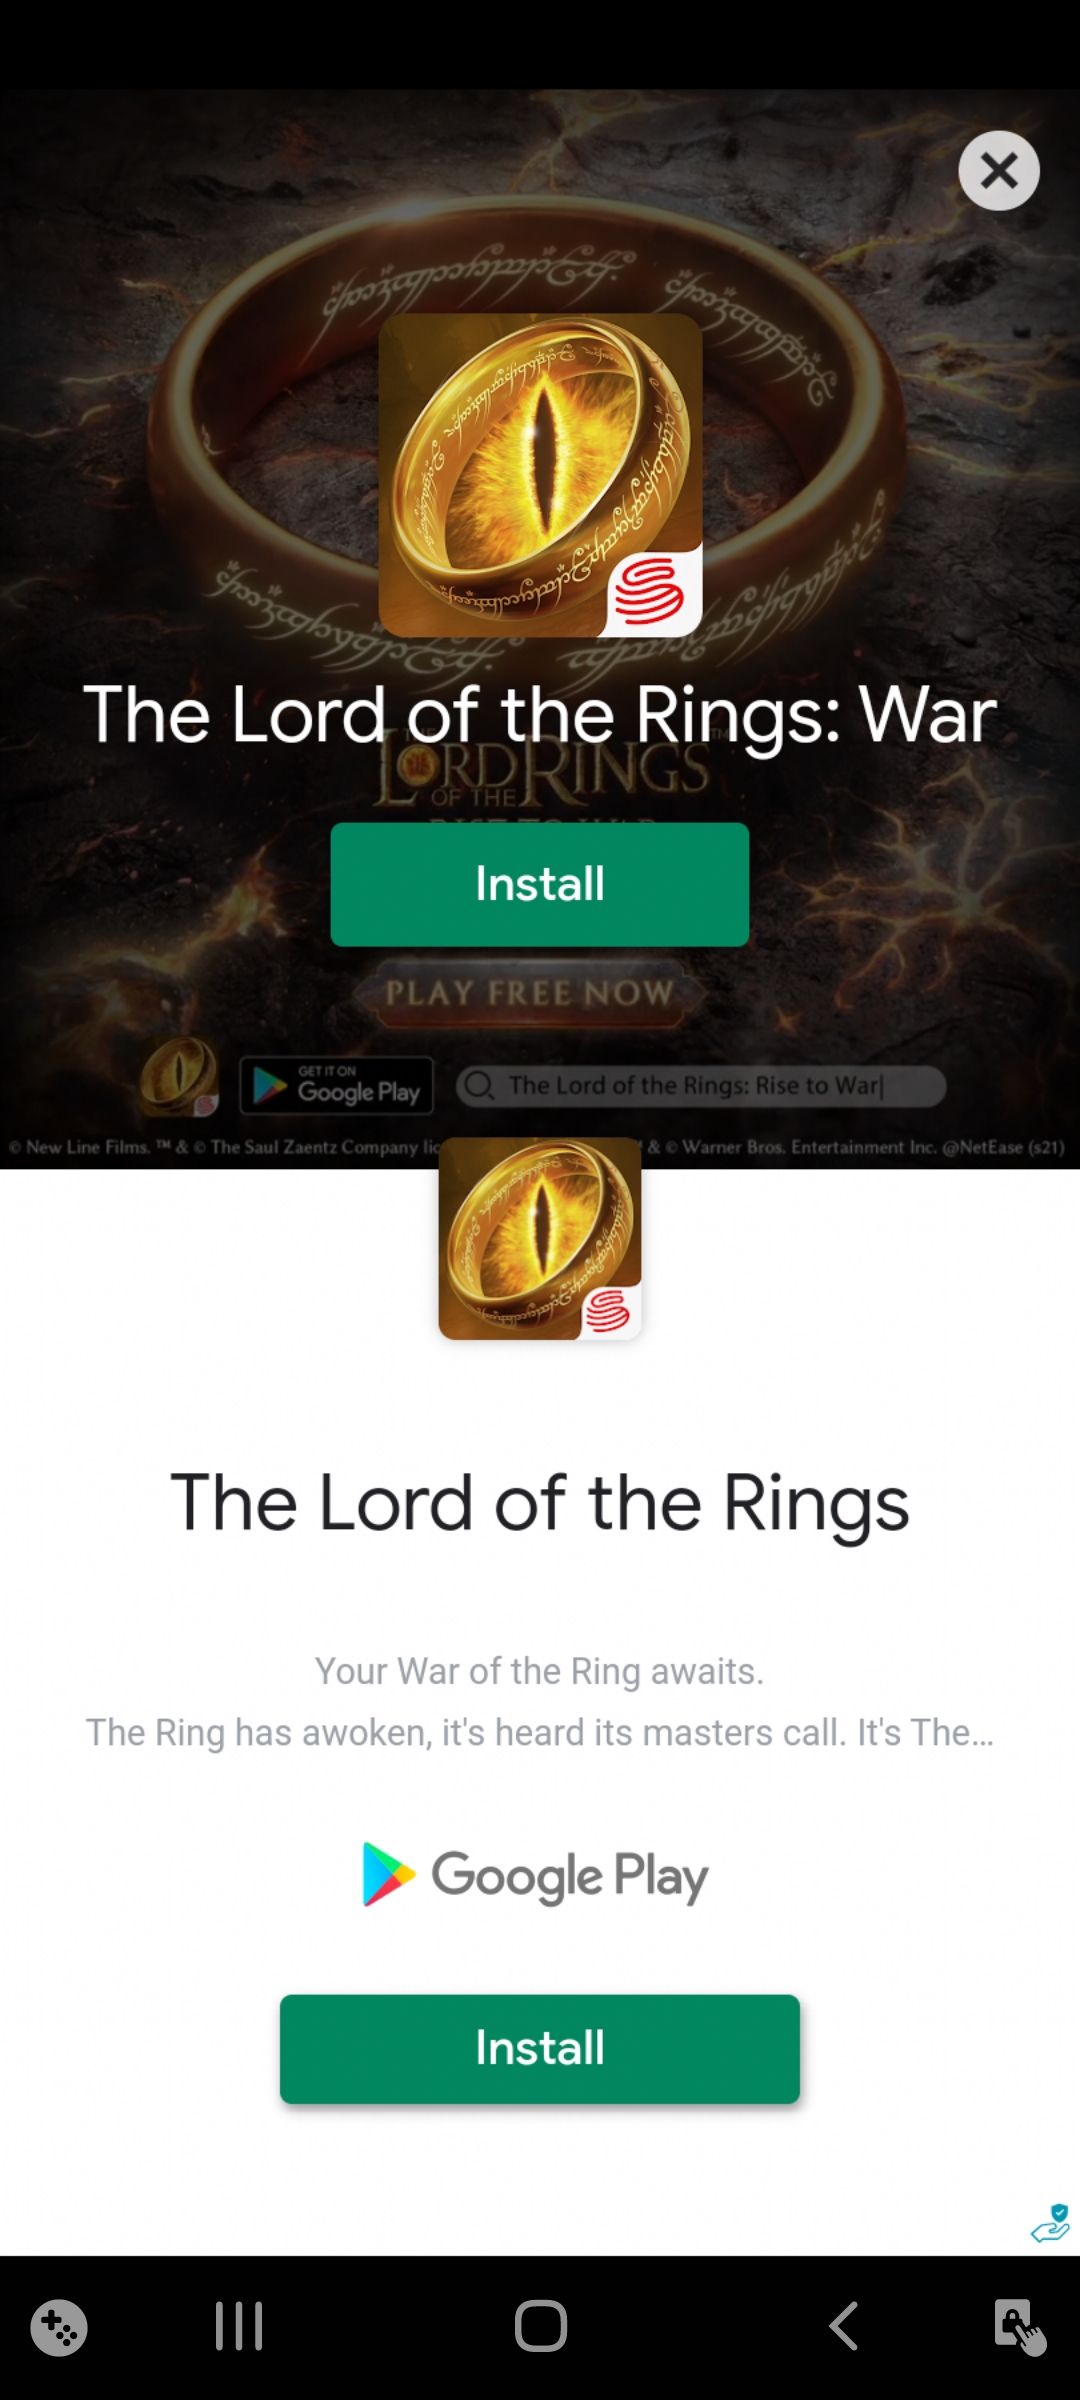 The Lord of the Rings: War
THE
LORD RINGS
OF THE
Install
PLAY FREE NOW
GET IT ON
Google Play
The Lord of the Rings: Rise to War
© New Line Films. ™ & © The Saul Zaentz Company lic
& © Warner Bros. Entertainment Inc. @NetEase (s21)
The Lord of the Rings
Your War of the Ring awaits.
The Ring has awoken, it's heard its masters call. It's The…
Google Play
Install